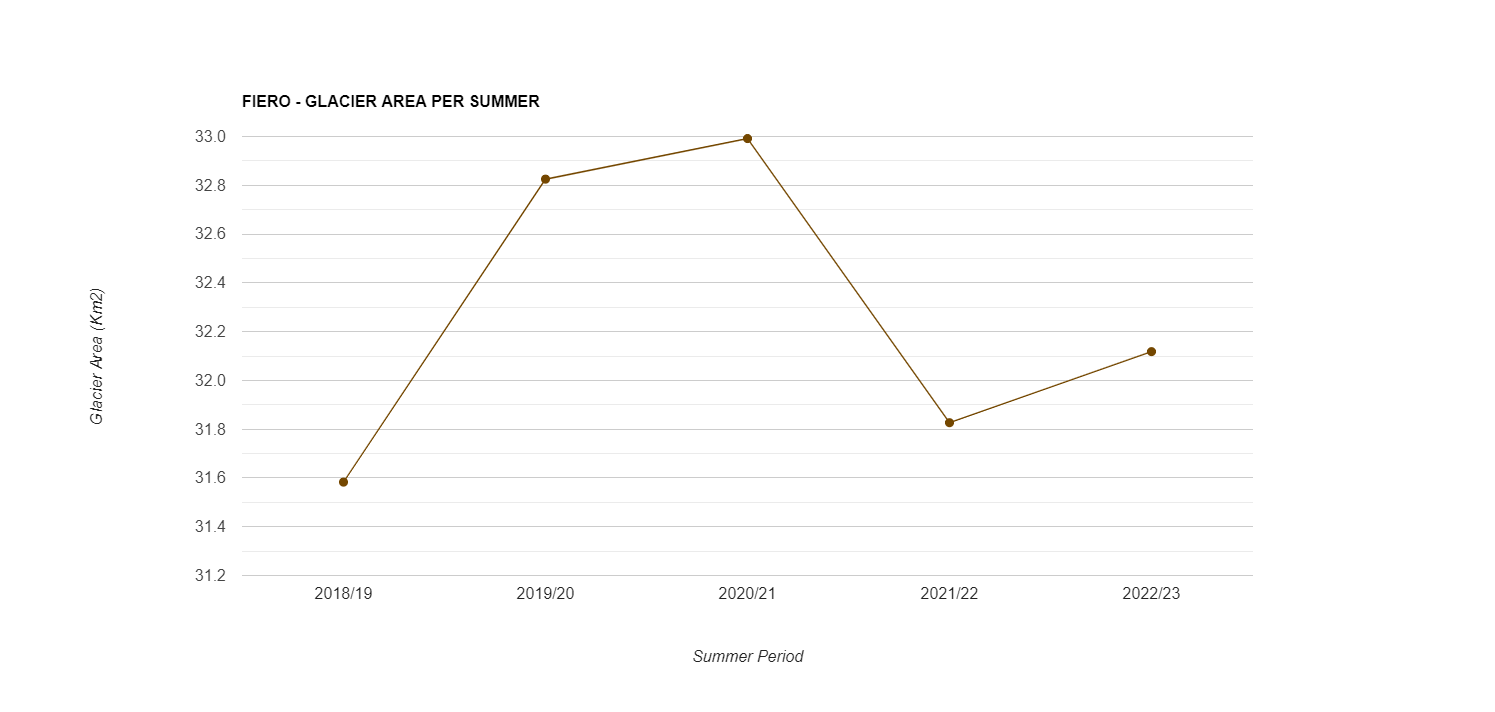 FIERO - GLACIER AREA PER SUMMER
33.0
32.8
32.6
32.4
32.2
32.0
31.8
31.6
31.4
31.2
Glacier Area (Km2)
2018/19 2019/20 2020/21 2021/22 2022/23
Summer Period